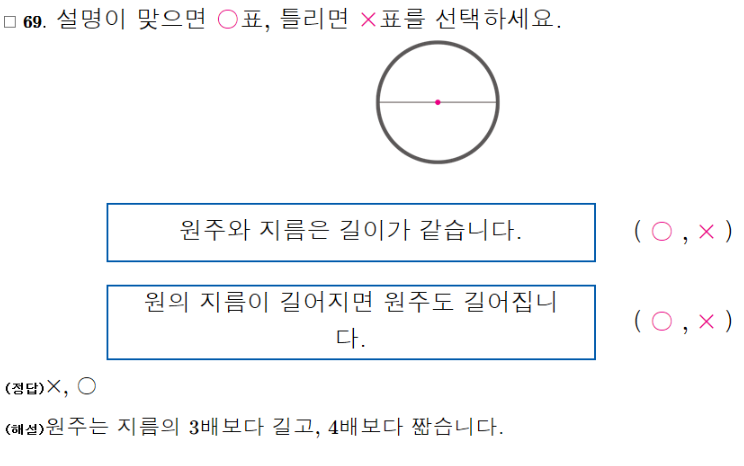 □ 69. 설명이 맞으면 ○표, 틀리면 ×표를 선택하세요.
원주와 지름은 길이가 같습니다. ( ○ , × )
원의 지름이 길어지면 원주도 길어집니
다. ( ○ , × )
(정답)×, ○
(해설)원주는 지름의 3배보다 길고, 4배보다 짧습니다.